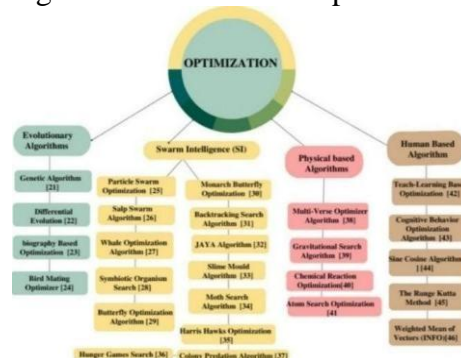 OPTIMIZATION
Evolutionary
Algorithms
Genetic Algorithm
[21]
Differential
Evolution [22]
biography Based
Optimization [23]
Bird Mating
Optimizer [24]
Swarm Intelligence (SI)
Particle Swarm
Optimization [25]
Salp Swarm
Algorithm [26]
Whale Optimization
Algorithm [27]
Symbiotic Organism
Search [28]
Butterfly Optimization
Algorithm [29]
Monarch Butterfly
Optimization [30]
Backtracking Search
Algorithm [31]
JAYA Algorithm [32]
Slime Mould
Algorithm [33]
Moth Search
Algorithm [34]
Harris Hawks Optimization
[35]
Hunger Games Search [36]
Colony Predation Algorithm [37]
Physical based
Algorithms
Multi-Verse Optimizer
Algorithm [38]
Gravitational Search
Algorithm [39]
Chemical Reaction
Optimization[40]
Atom Search Optimization
[41
Human Based
Algorithm
Teach-Learning Based
Optimization [42]
Cognitive Behavior
Optimization Algorithm
[43]
Sine Cosine Algorithm
[44]
The Runge Kutta
Method [45]
Weighted Mean of
Vectors (INFO)[46]